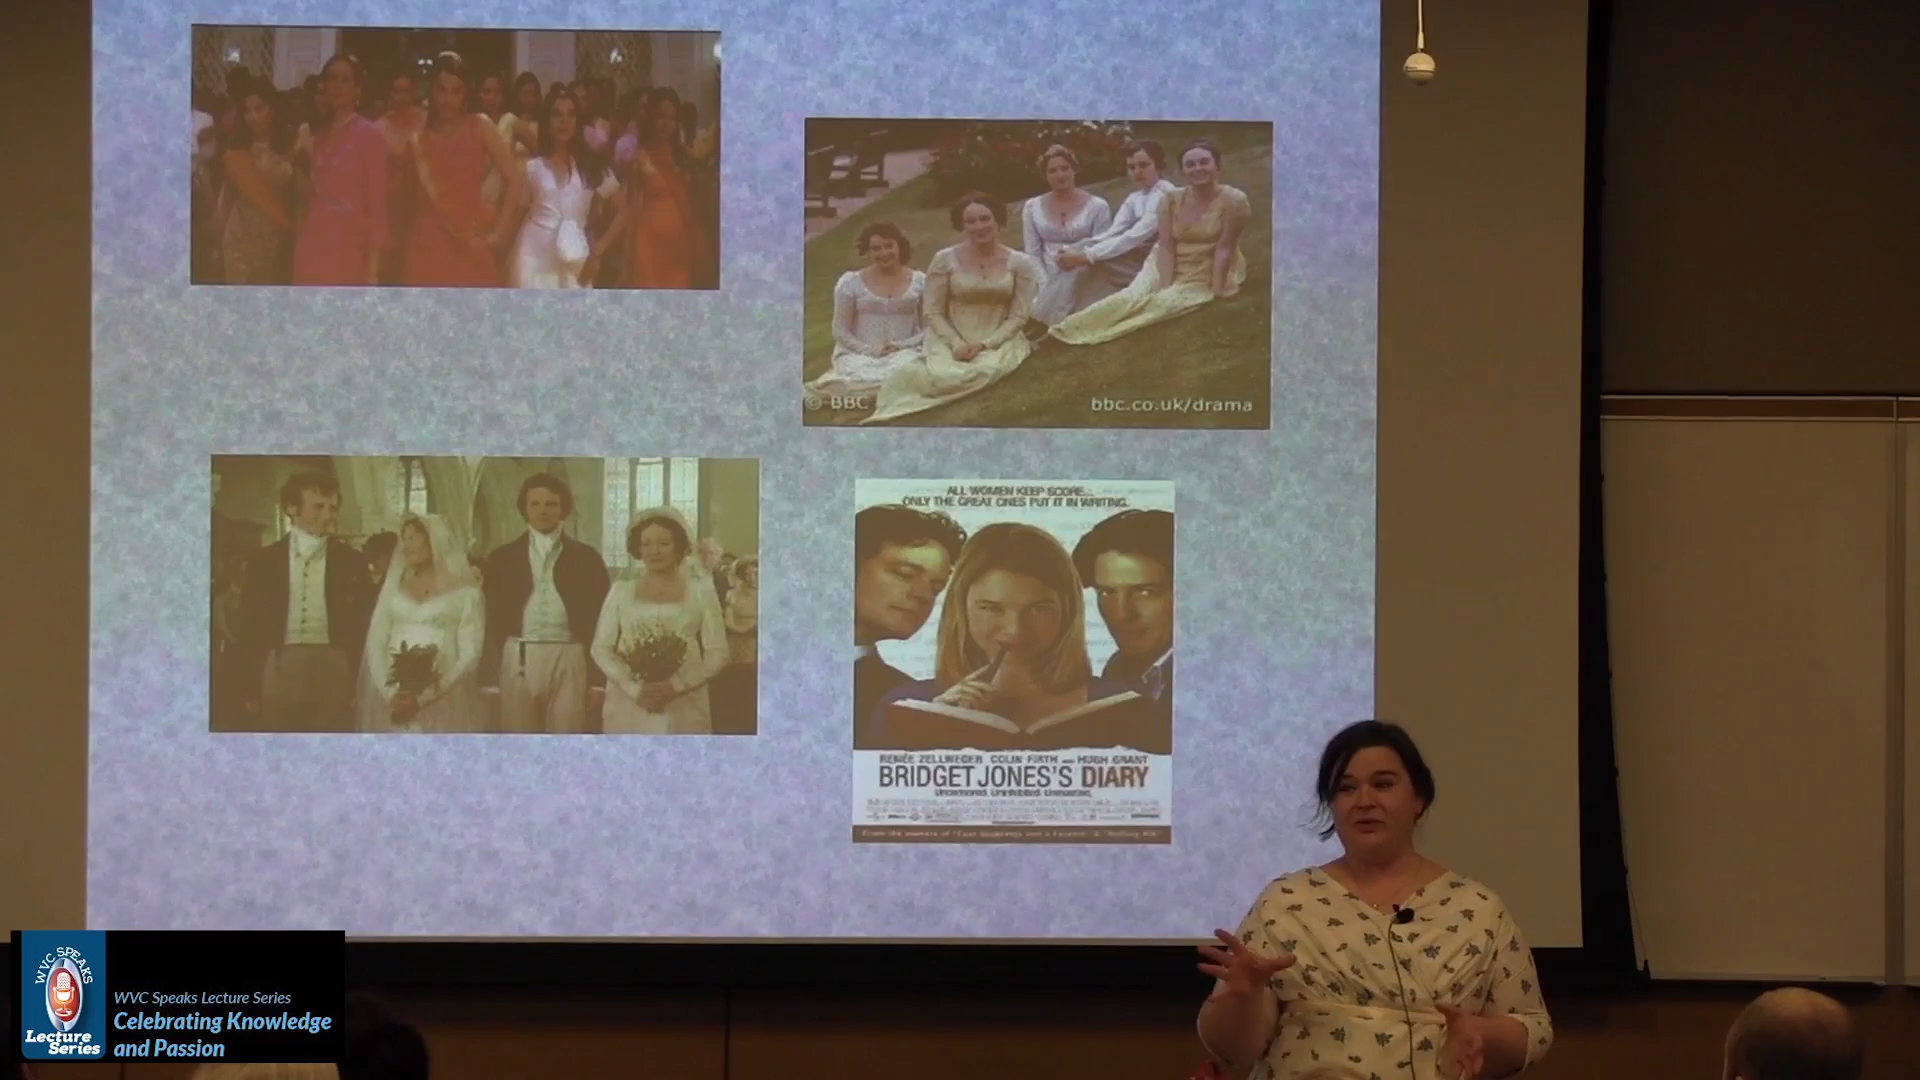 © BBC
bbc.co.uk/drama
ALL WOMEN KEEP SCORE...
ONLY THE GREAT ONES PUT IT IN WRITING.
RENÉE ZELLWEGER COLIN FIRTH AND HUGH GRANT
BRIDGET JONES'S DIARY
Uncensored. Uninhibited. Unmarried.
WVC SPEAKS
Lecture
Series
WVC Speaks Lecture Series
Celebrating Knowledge
and Passion